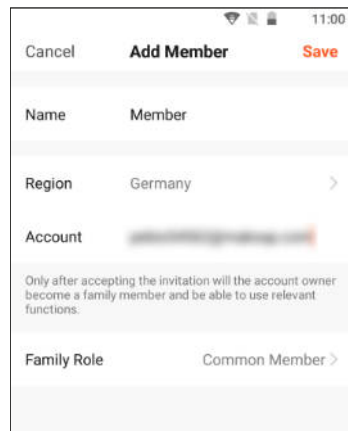 11:00
Cancel Add Member Save
Name Member
Region Germany
Account
Only after accepting the invitation will the account owner
become a family member and be able to use relevant
functions.
Family Role Common Member